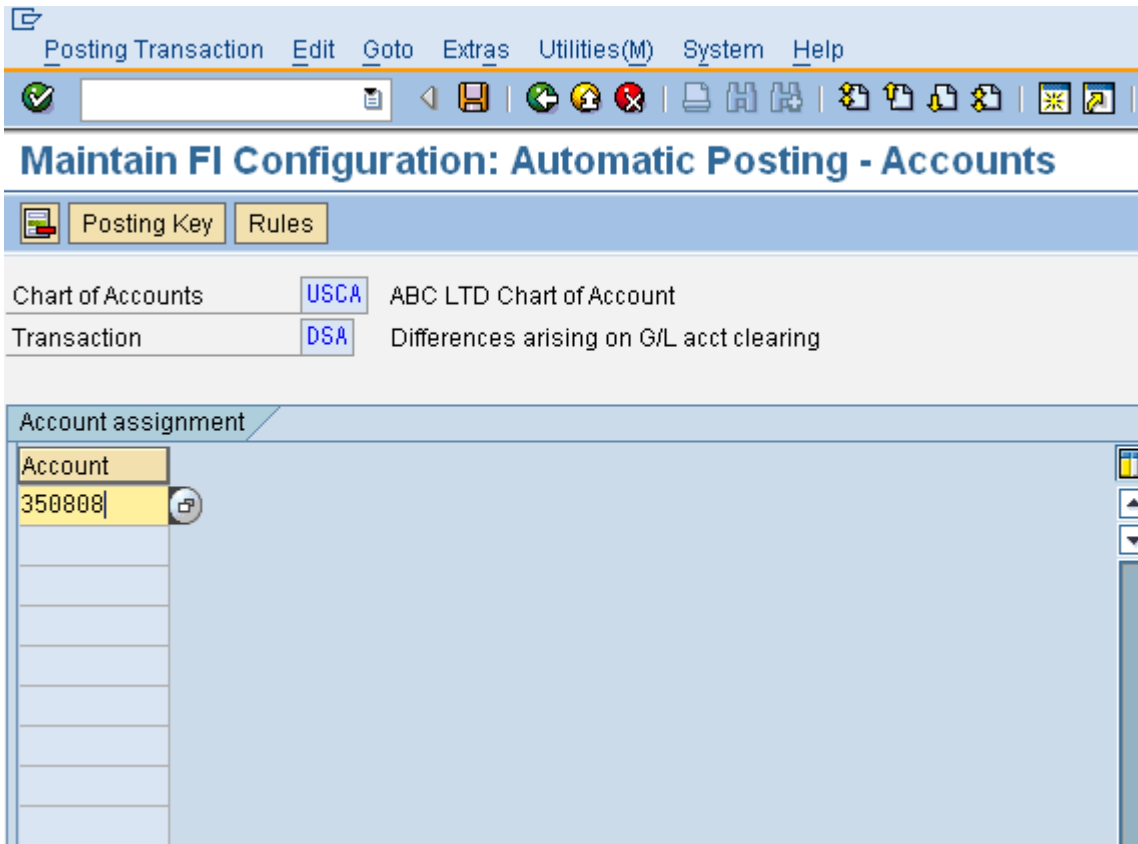 Posting Transaction Edit Goto Extras Utilities(M) System Help
Maintain FI Configuration: Automatic Posting - Accounts
Posting Key Rules
Chart of Accounts USCA ABC LTD Chart of Account
Transaction DSA Differences arising on G/L acct clearing
Account assignment
Account
350808